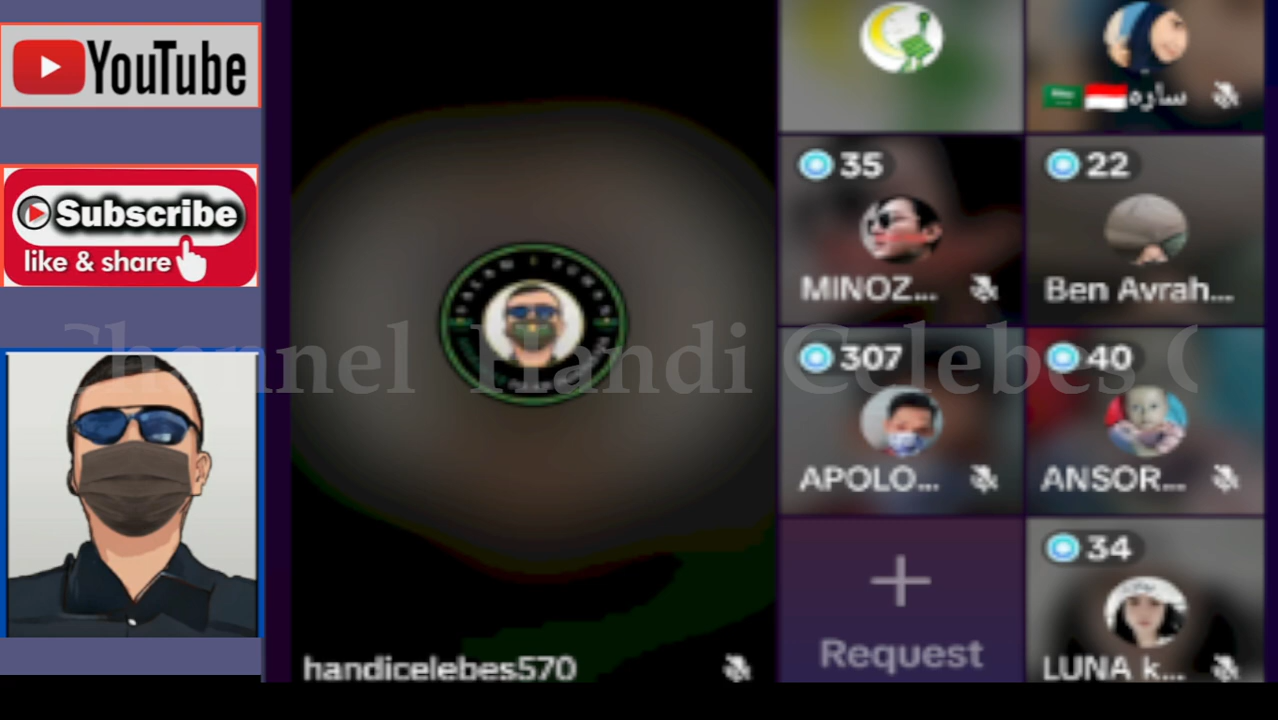 YouTube
Subscribe
like & share
ساره
35
22
MINOZ...
Ben Avrah...
Channel Handi Celebes C
307
40
APOLO...
ANSOR...
34
Request
LUNA k...
handicelebes570